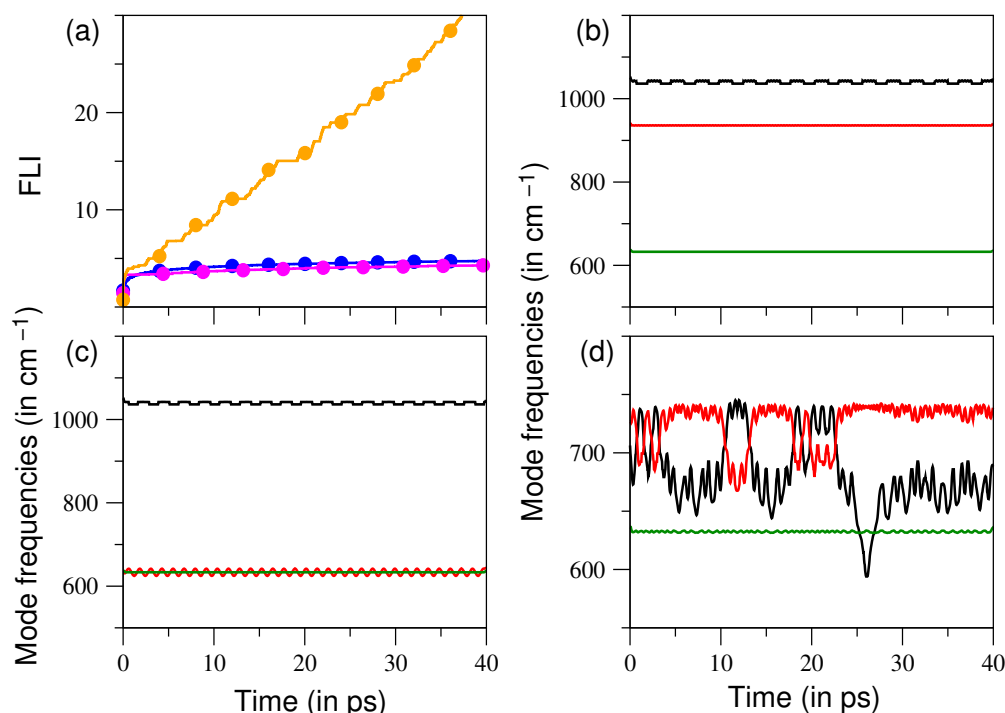 (a)
FLI
20
10
(b)
Mode frequencies (in cm⁻¹)
1000
800
600
(c)
Mode frequencies (in cm⁻¹)
1000
800
600
0 10 20 30 40
Time (in ps)
(d)
700
600
0 10 20 30 40
Time (in ps)